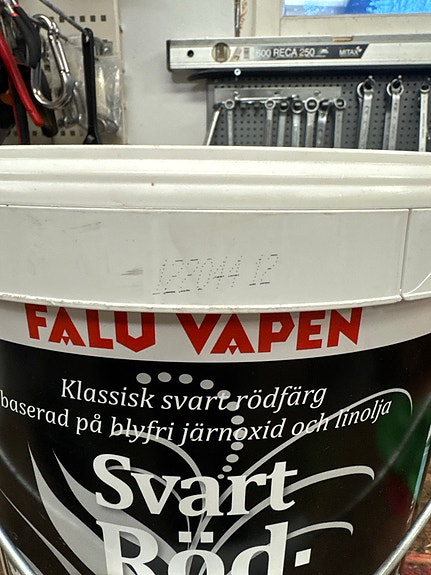 600 RECA 250 MITAX
122044 12
FALU VAPEN
Klassisk svart rödfärg
baserad på blyfri järnoxid och linolja
Svart
Röd·